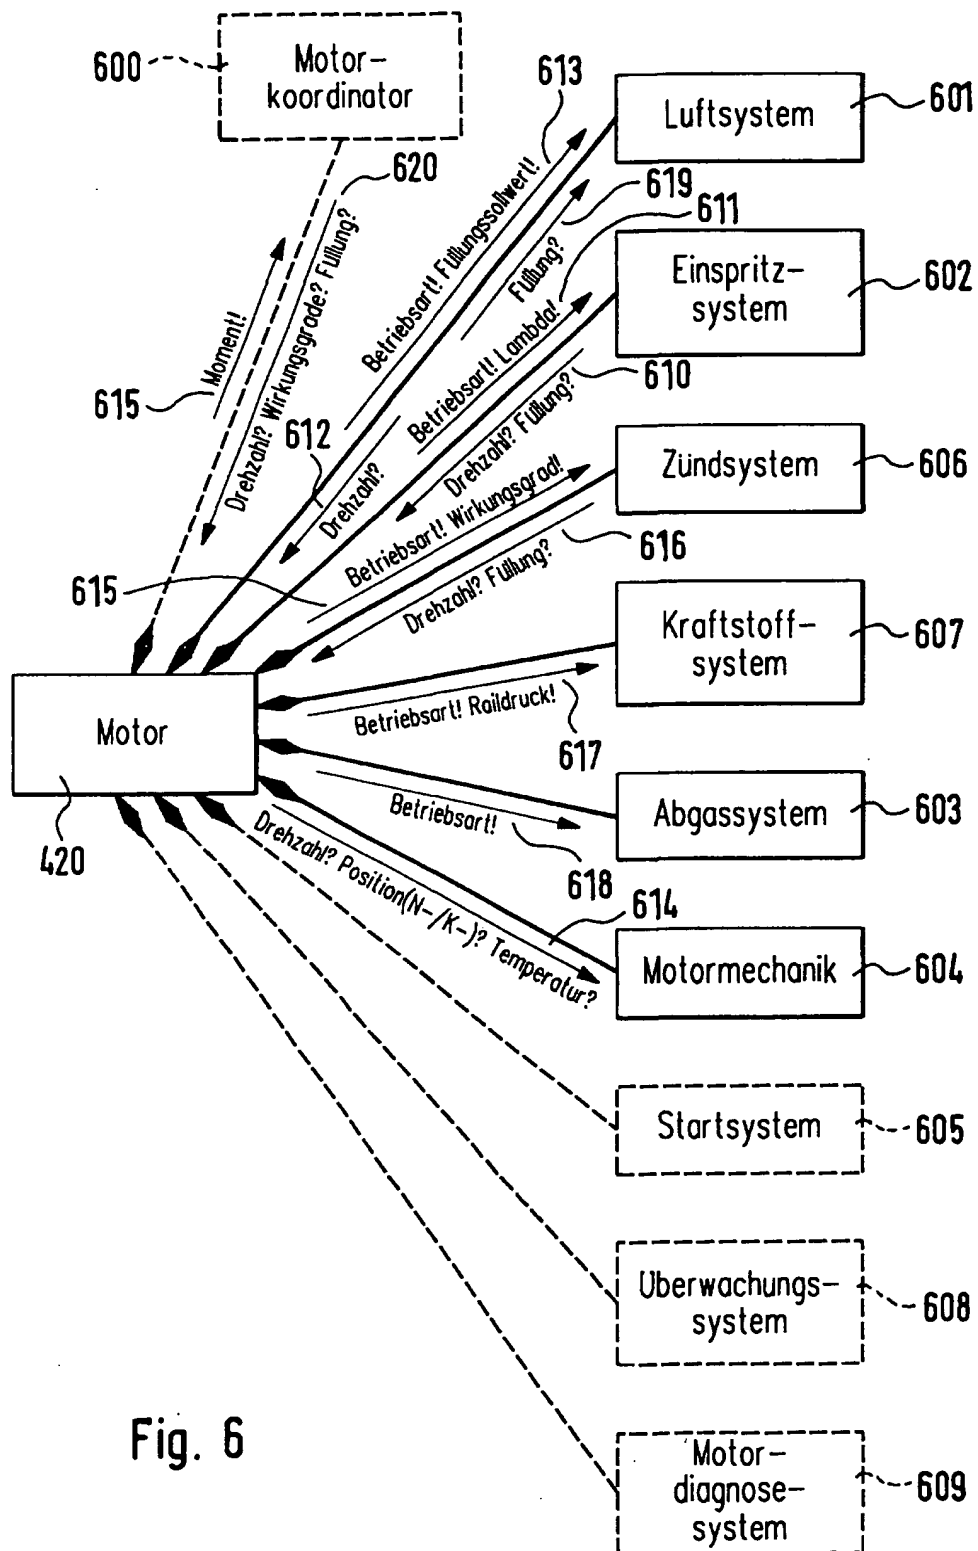 600
Motor-
koordinator
613
Luftsystem
601
620
619
611
Betriebsart! Füllungssollwert!
Füllung?
Einspritz-
system
602
Moment!
615
Drehzahl? Wirkungsgrade? Füllung?
612
Drehzahl?
Betriebsart! Lambda!
610
Drehzahl? Füllung?
Zündsystem
606
Betriebsart! Wirkungsgrad!
616
615
Drehzahl? Füllung?
Kraftstoff-
system
607
Motor
Betriebsart! Raildruck!
617
420
Betriebsart!
618
Abgassystem
603
Drehzahl? Position(N-/K-)? Temperatur?
614
Motormechanik
604
Startsystem
605
Überwachungs-
system
608
Fig. 6
Motor-
diagnose-
system
609